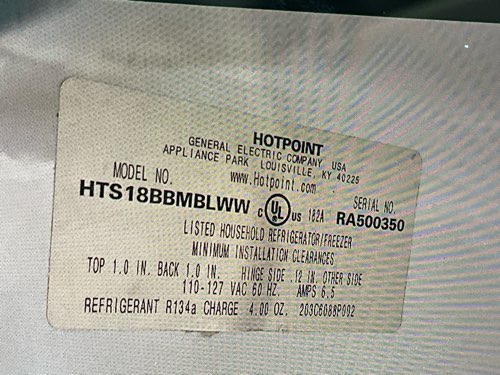 HOTPOINT
GENERAL ELECTRIC COMPANY USA
APPLIANCE PARK LOUISVILLE, KY 40225
www.Hotpoint.com
MODEL NO. SERIAL NO.
HTS18BBMBLWW C UL US 182A RA500350
LISTED HOUSEHOLD REFRIGERATOR/FREEZER
MINIMUM INSTALLATION CLEARANCES
TOP 1.0 IN. BACK 1.0 IN. HINGE SIDE .12 IN. OTHER SIDE
110-127 VAC 60 HZ. AMPS 6.5
REFRIGERANT R134a CHARGE 4.00 OZ. 203C6088P092